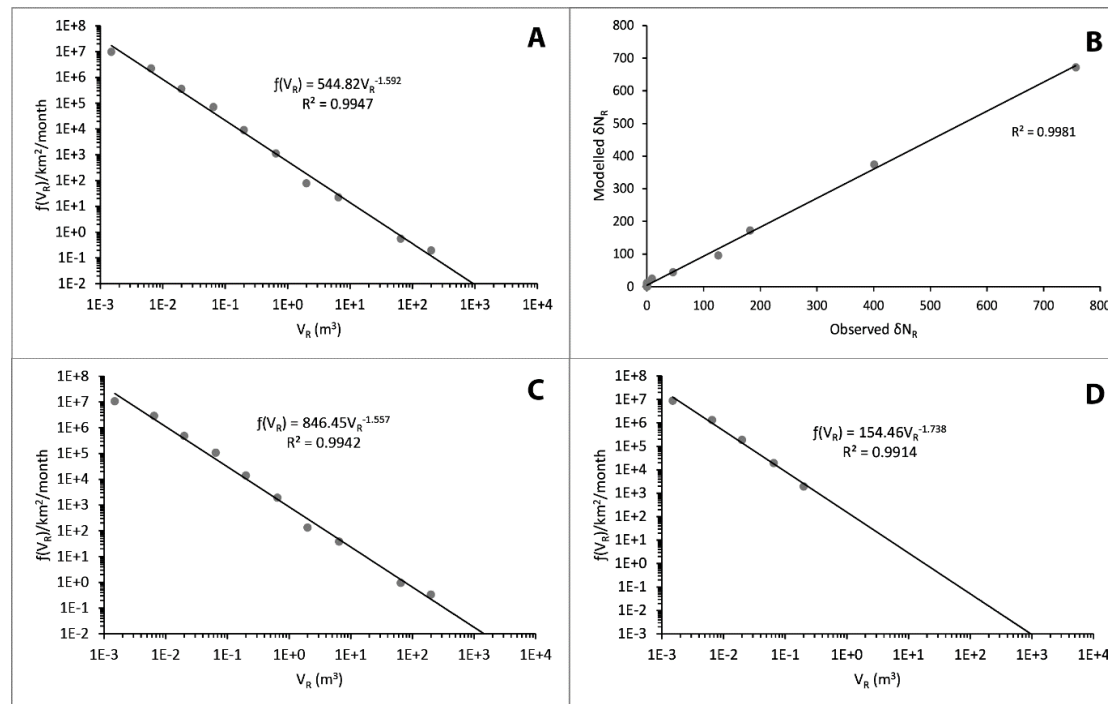 A
1E+8
1E+7
1E+6
1E+5
1E+4
1E+3
1E+2
1E+1
1E+0
1E-1
1E-2
ƒ(V_R)/km²/month
ƒ(V_R) = 544.82V_R^-1.592
R² = 0.9947
1E-3 1E-2 1E-1 1E+0 1E+1 1E+2 1E+3 1E+4
V_R (m³)
B
800
700
600
500
400
300
200
100
0
Modelled δN_R
R² = 0.9981
0 100 200 300 400 500 600 700 800
Observed δN_R
C
1E+8
1E+7
1E+6
1E+5
1E+4
1E+3
1E+2
1E+1
1E+0
1E-1
1E-2
ƒ(V_R)/km²/month
ƒ(V_R) = 846.45V_R^-1.557
R² = 0.9942
1E-3 1E-2 1E-1 1E+0 1E+1 1E+2 1E+3 1E+4
V_R (m³)
D
1E+8
1E+7
1E+6
1E+5
1E+4
1E+3
1E+2
1E+1
1E+0
1E-1
1E-2
1E-3
ƒ(V_R)/km²/month
ƒ(V_R) = 154.46V_R^-1.738
R² = 0.9914
1E-3 1E-2 1E-1 1E+0 1E+1 1E+2 1E+3 1E+4
V_R (m³)